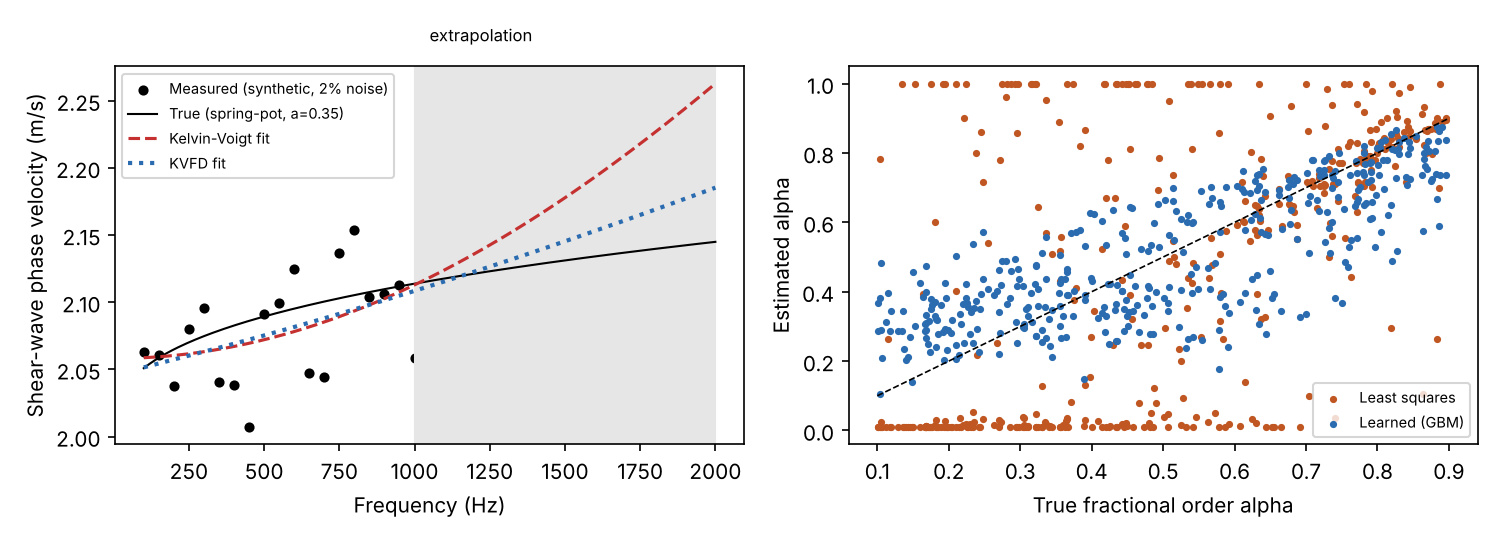 extrapolation
Measured (synthetic, 2% noise)
True (spring-pot, a=0.35)
Kelvin-Voigt fit
KVFD fit
Shear-wave phase velocity (m/s)
2.25
2.20
2.15
2.10
2.05
2.00
250 500 750 1000 1250 1500 1750 2000
Frequency (Hz)
Estimated alpha
1.0
0.8
0.6
0.4
0.2
0.0
Least squares
Learned (GBM)
0.1 0.2 0.3 0.4 0.5 0.6 0.7 0.8 0.9
True fractional order alpha